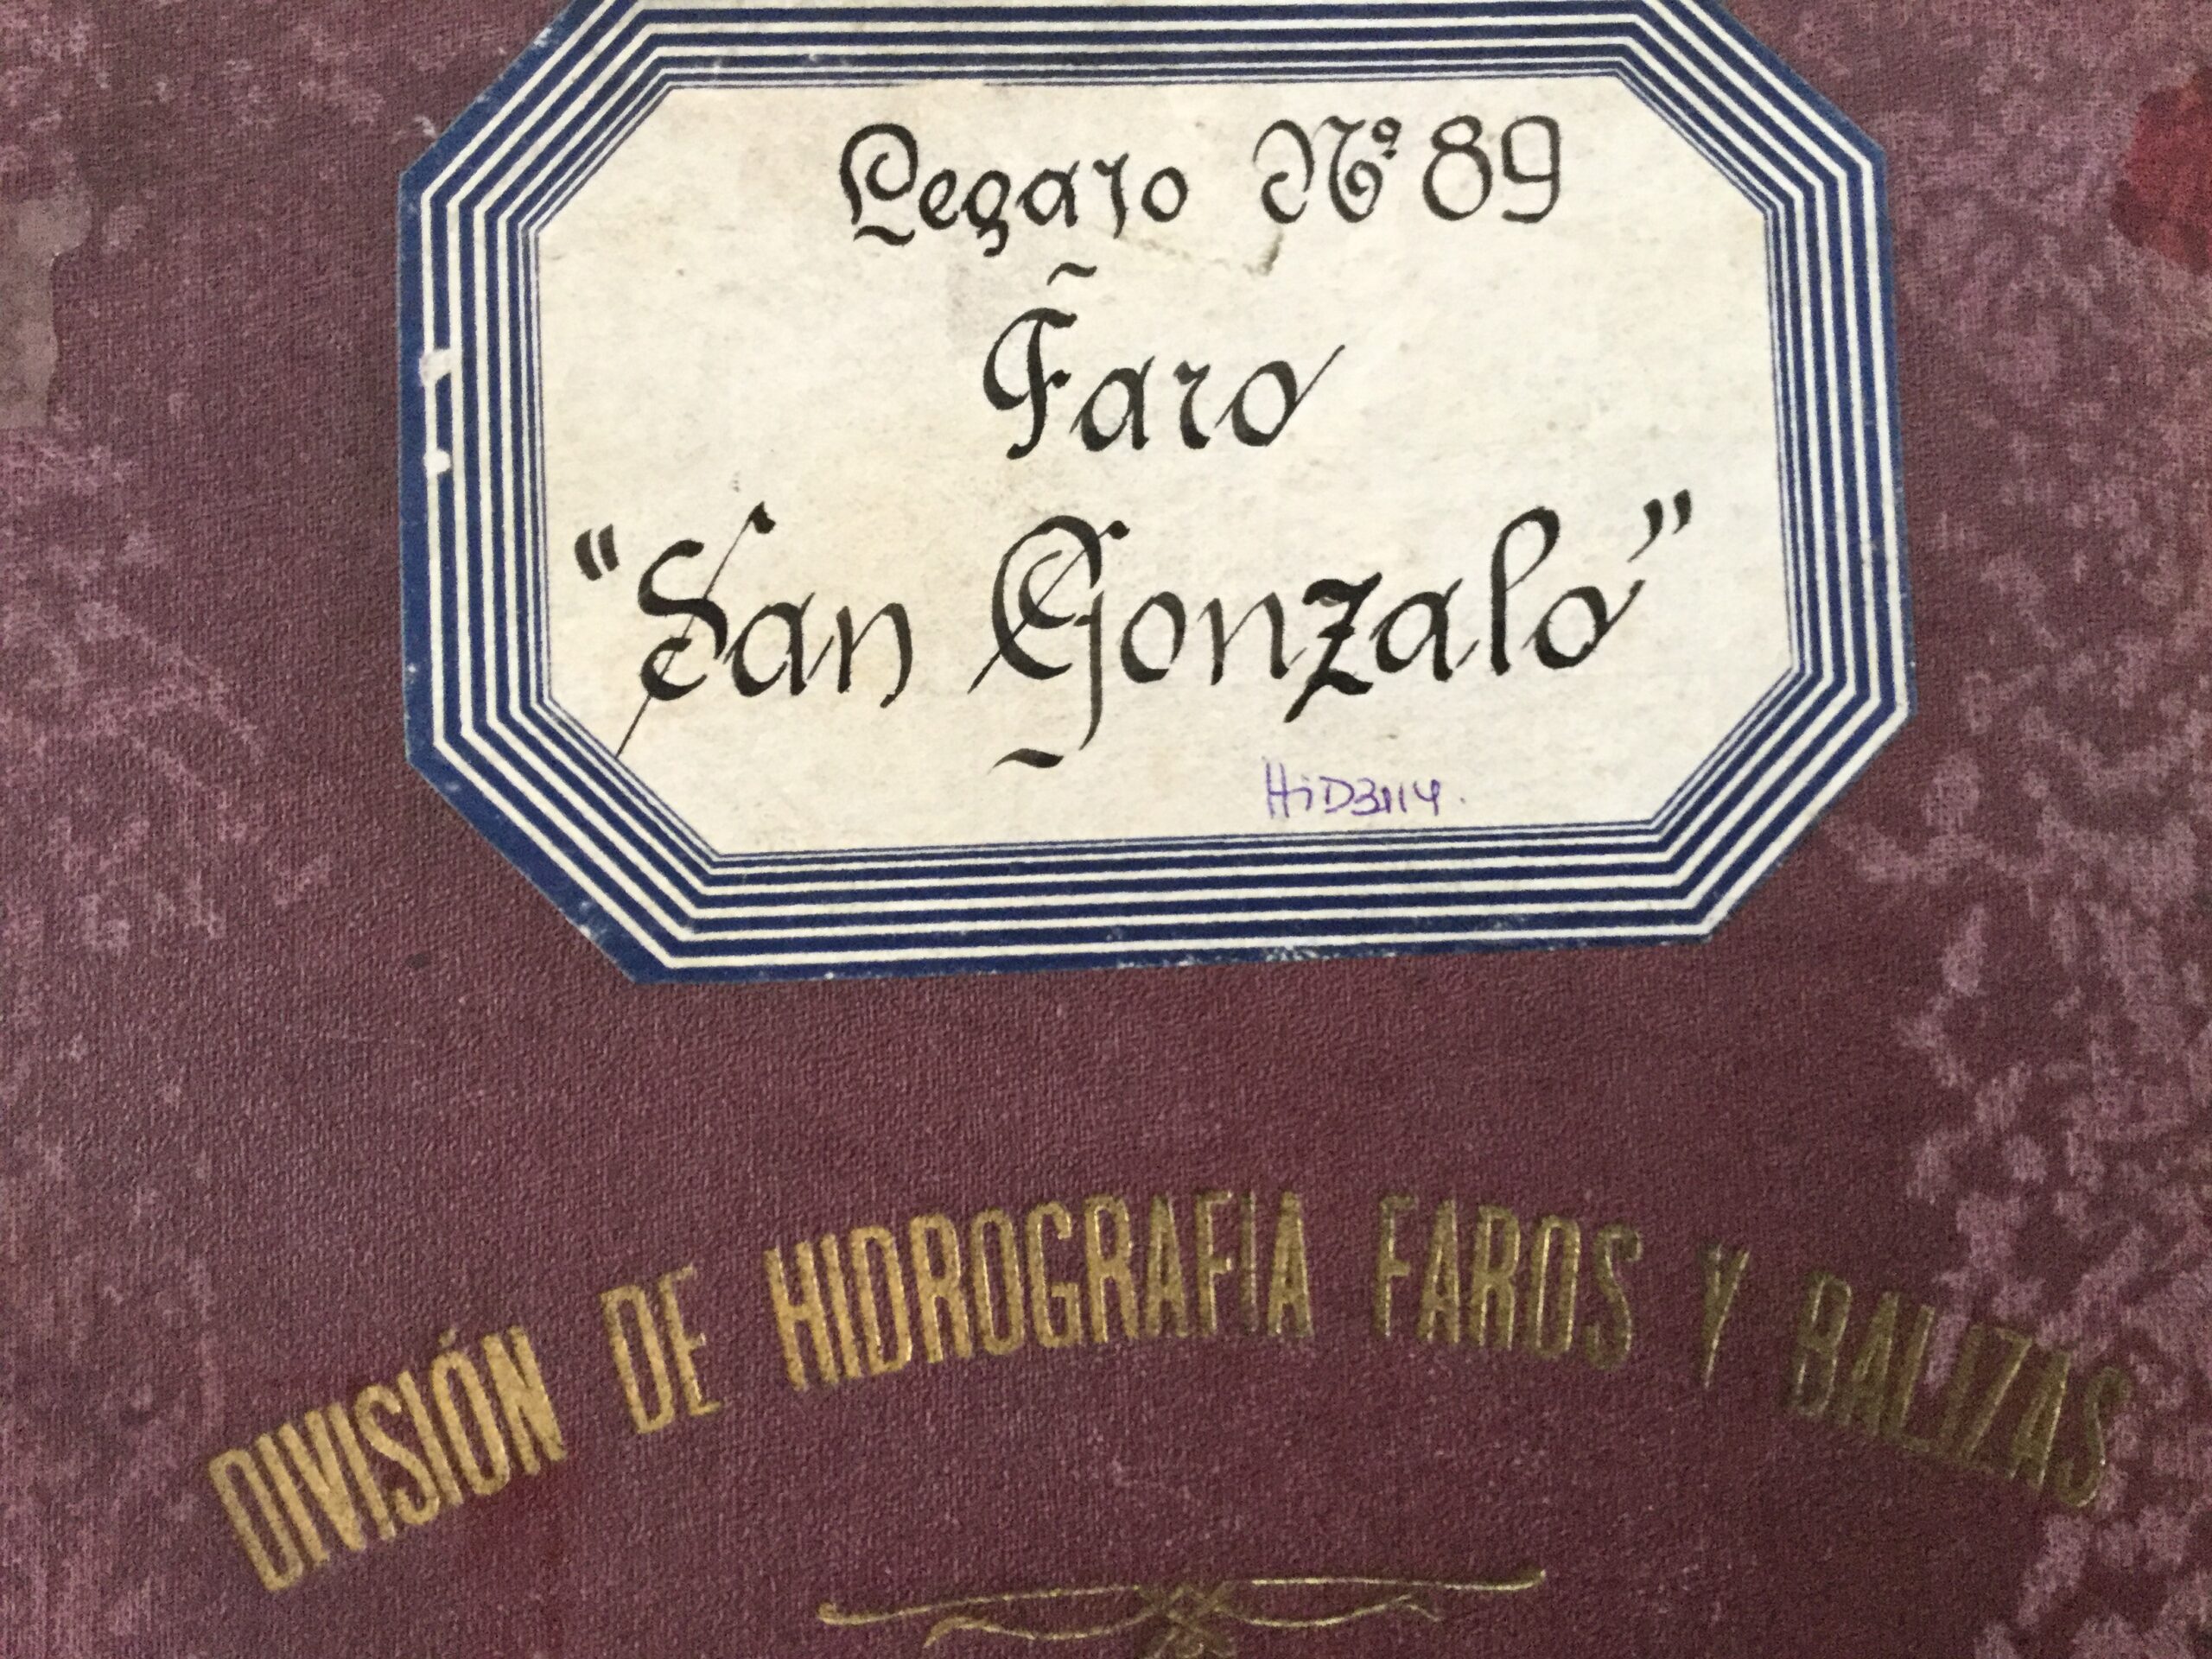 Legajo Nº 89
Faro
"San Gonzalo"
HiD3114.
DIVISIÓN DE HIDROGRAFIA FAROS Y BALIZAS